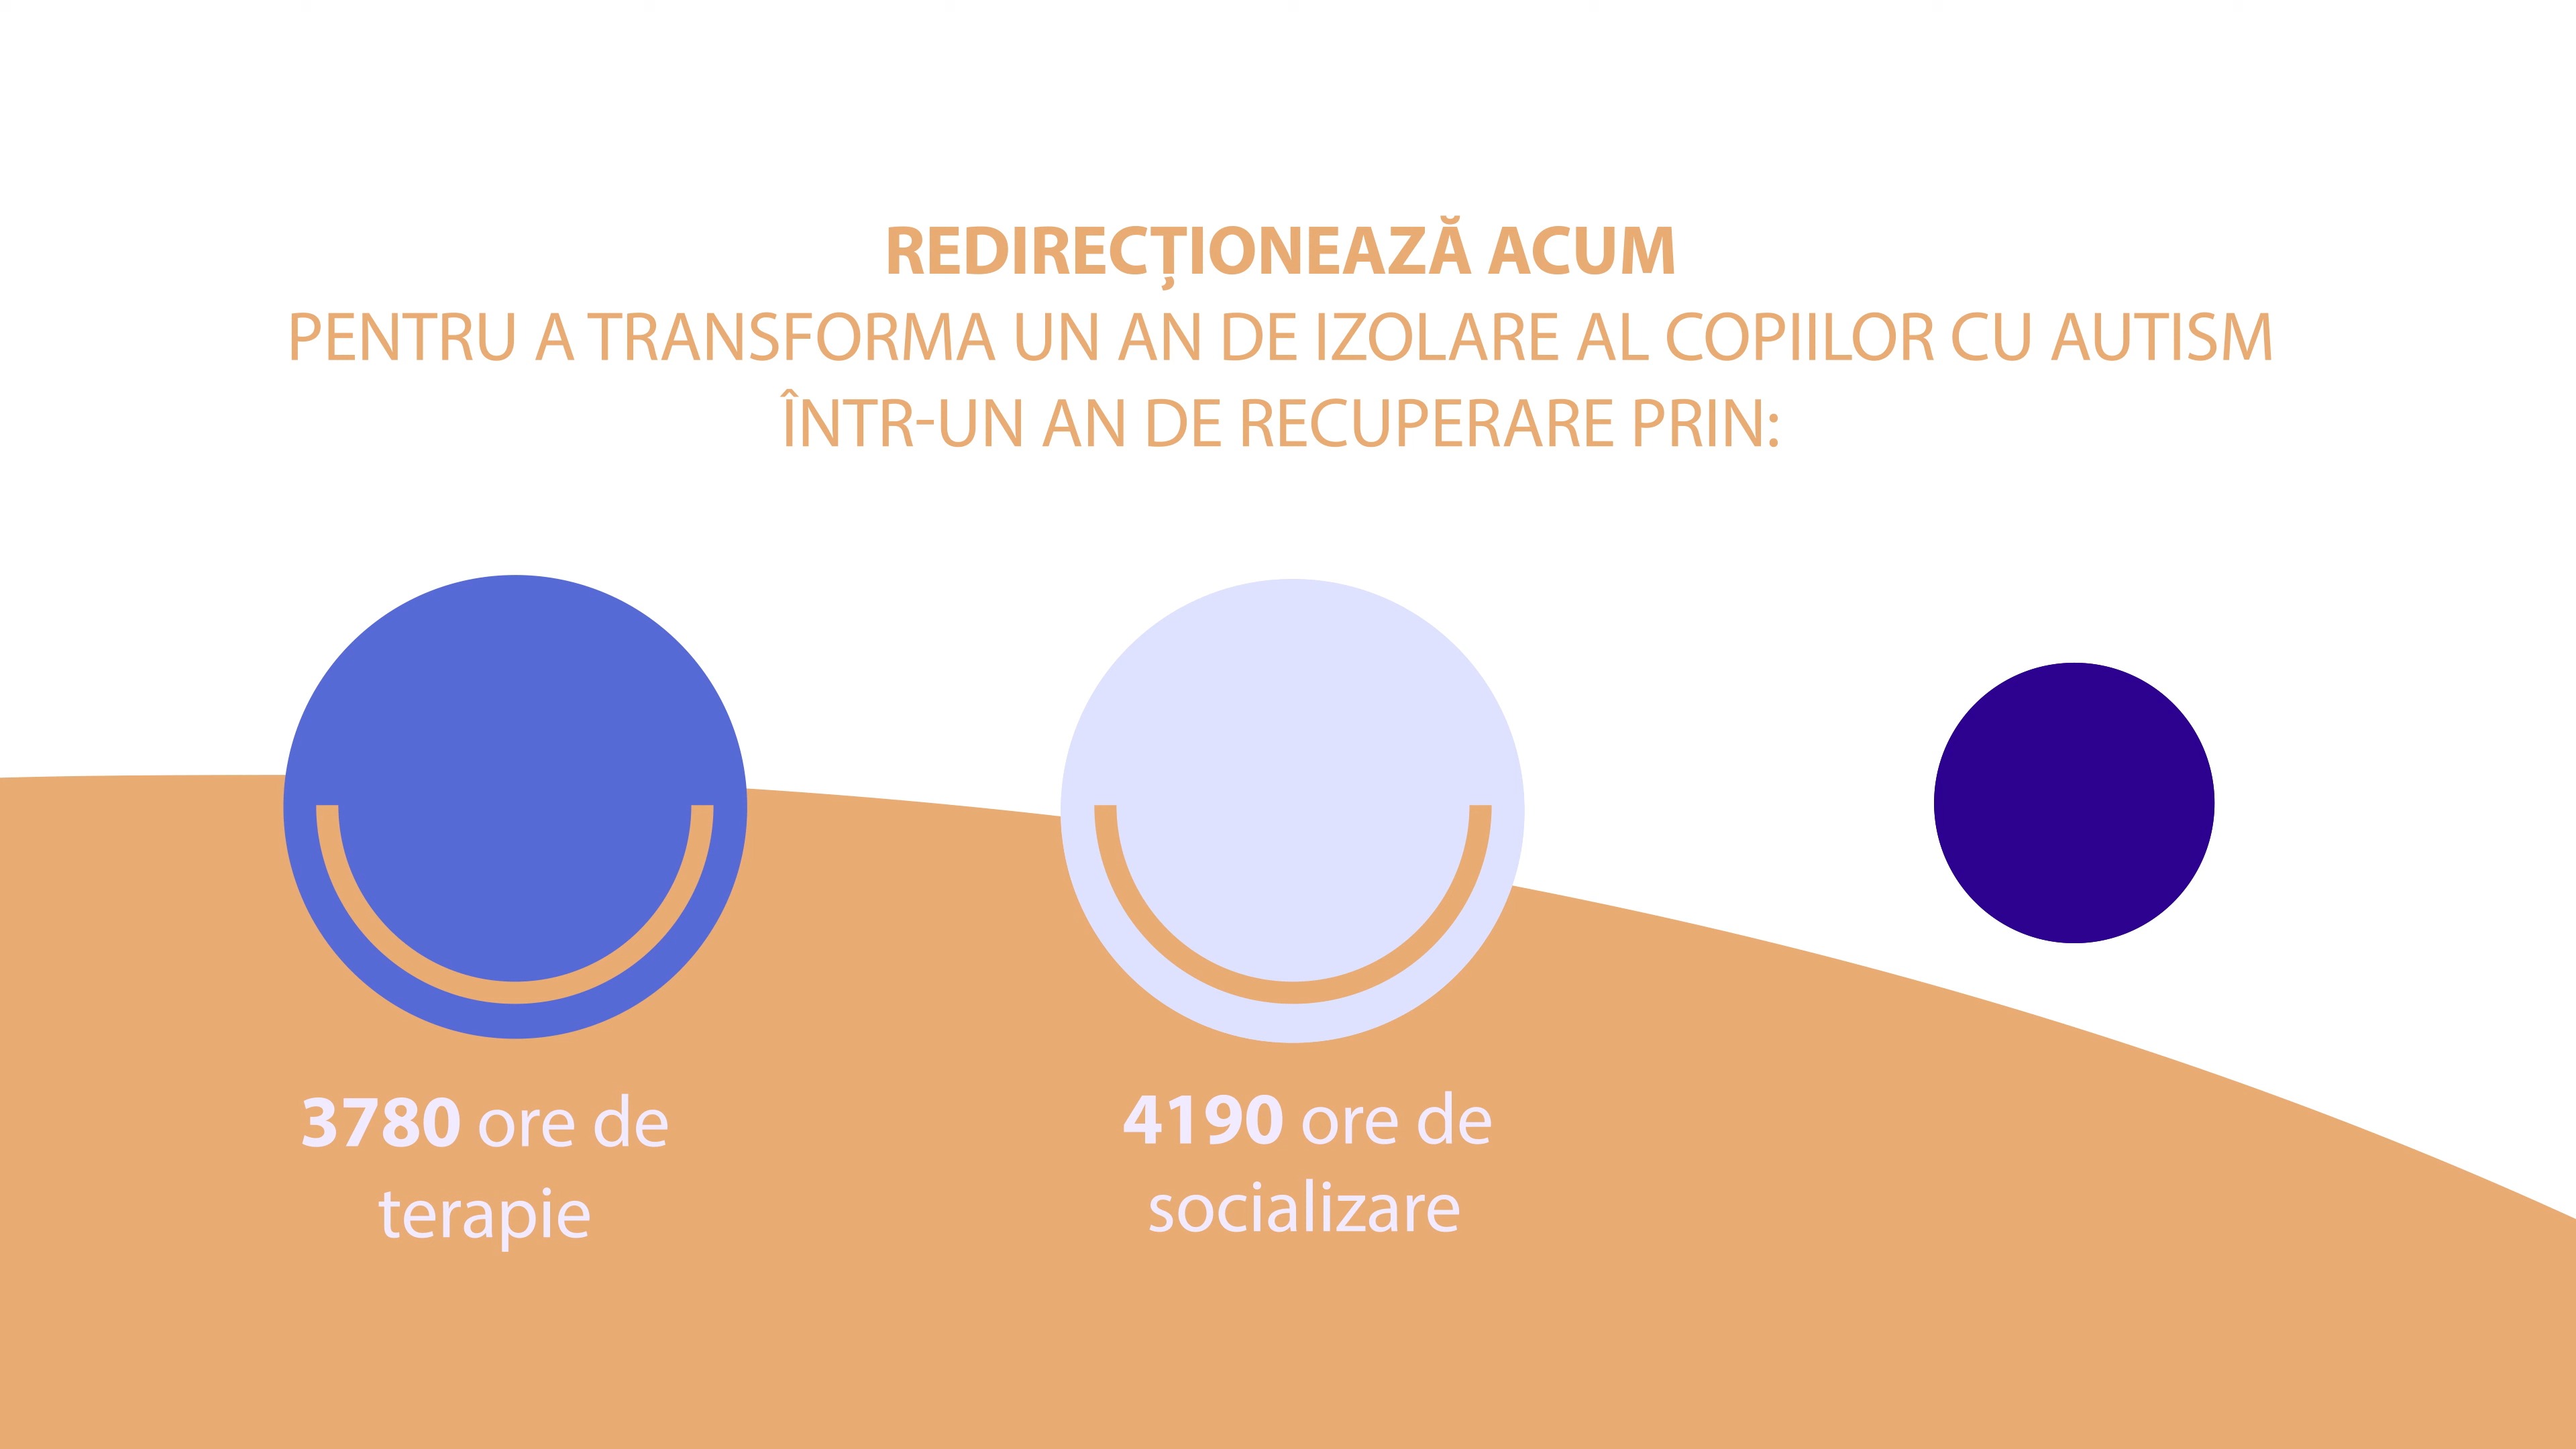 REDIRECȚIONEAZĂ ACUM
PENTRU A TRANSFORMA UN AN DE IZOLARE AL COPIILOR CU AUTISM
ÎNTR-UN AN DE RECUPERARE PRIN:
3780 ore de
terapie
4190 ore de
socializare